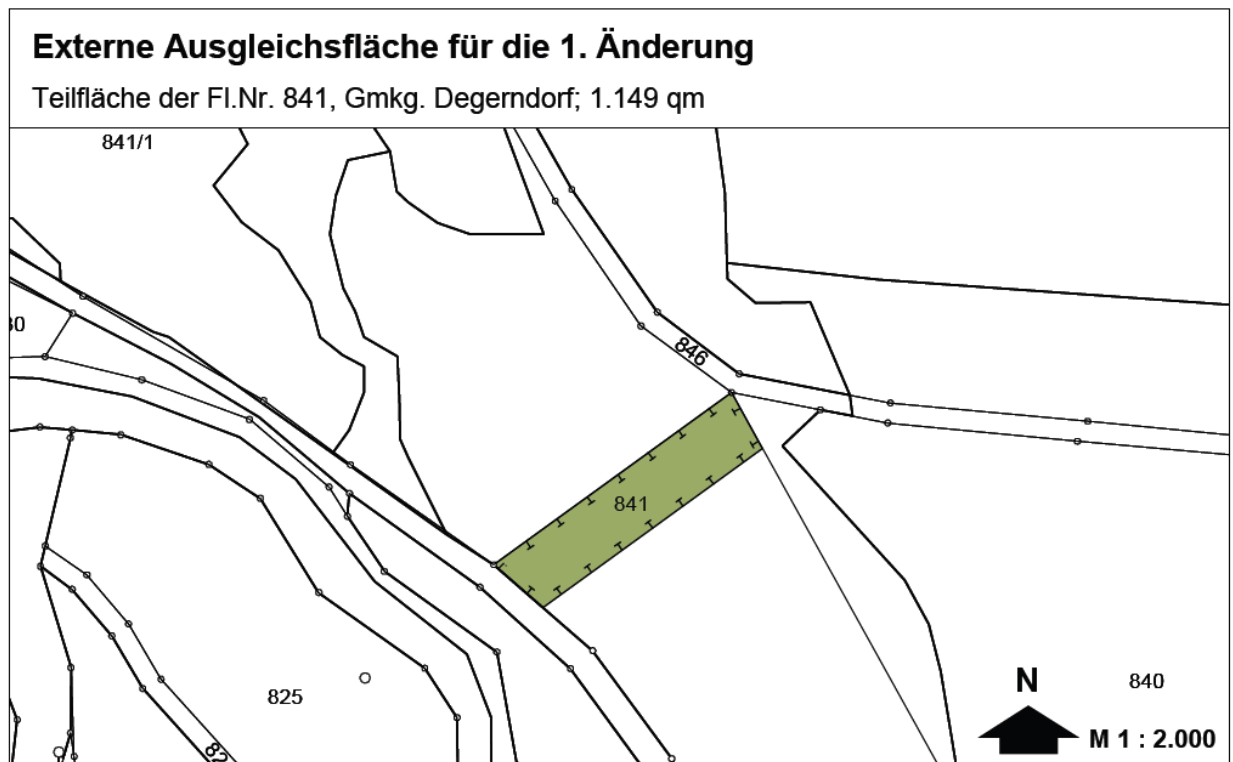 Externe Ausgleichsfläche für die 1. Änderung
Teilfläche der Fl.Nr. 841, Gmkg. Degerndorf; 1.149 qm
841/1
846
841
825
N
840
M 1 : 2.000